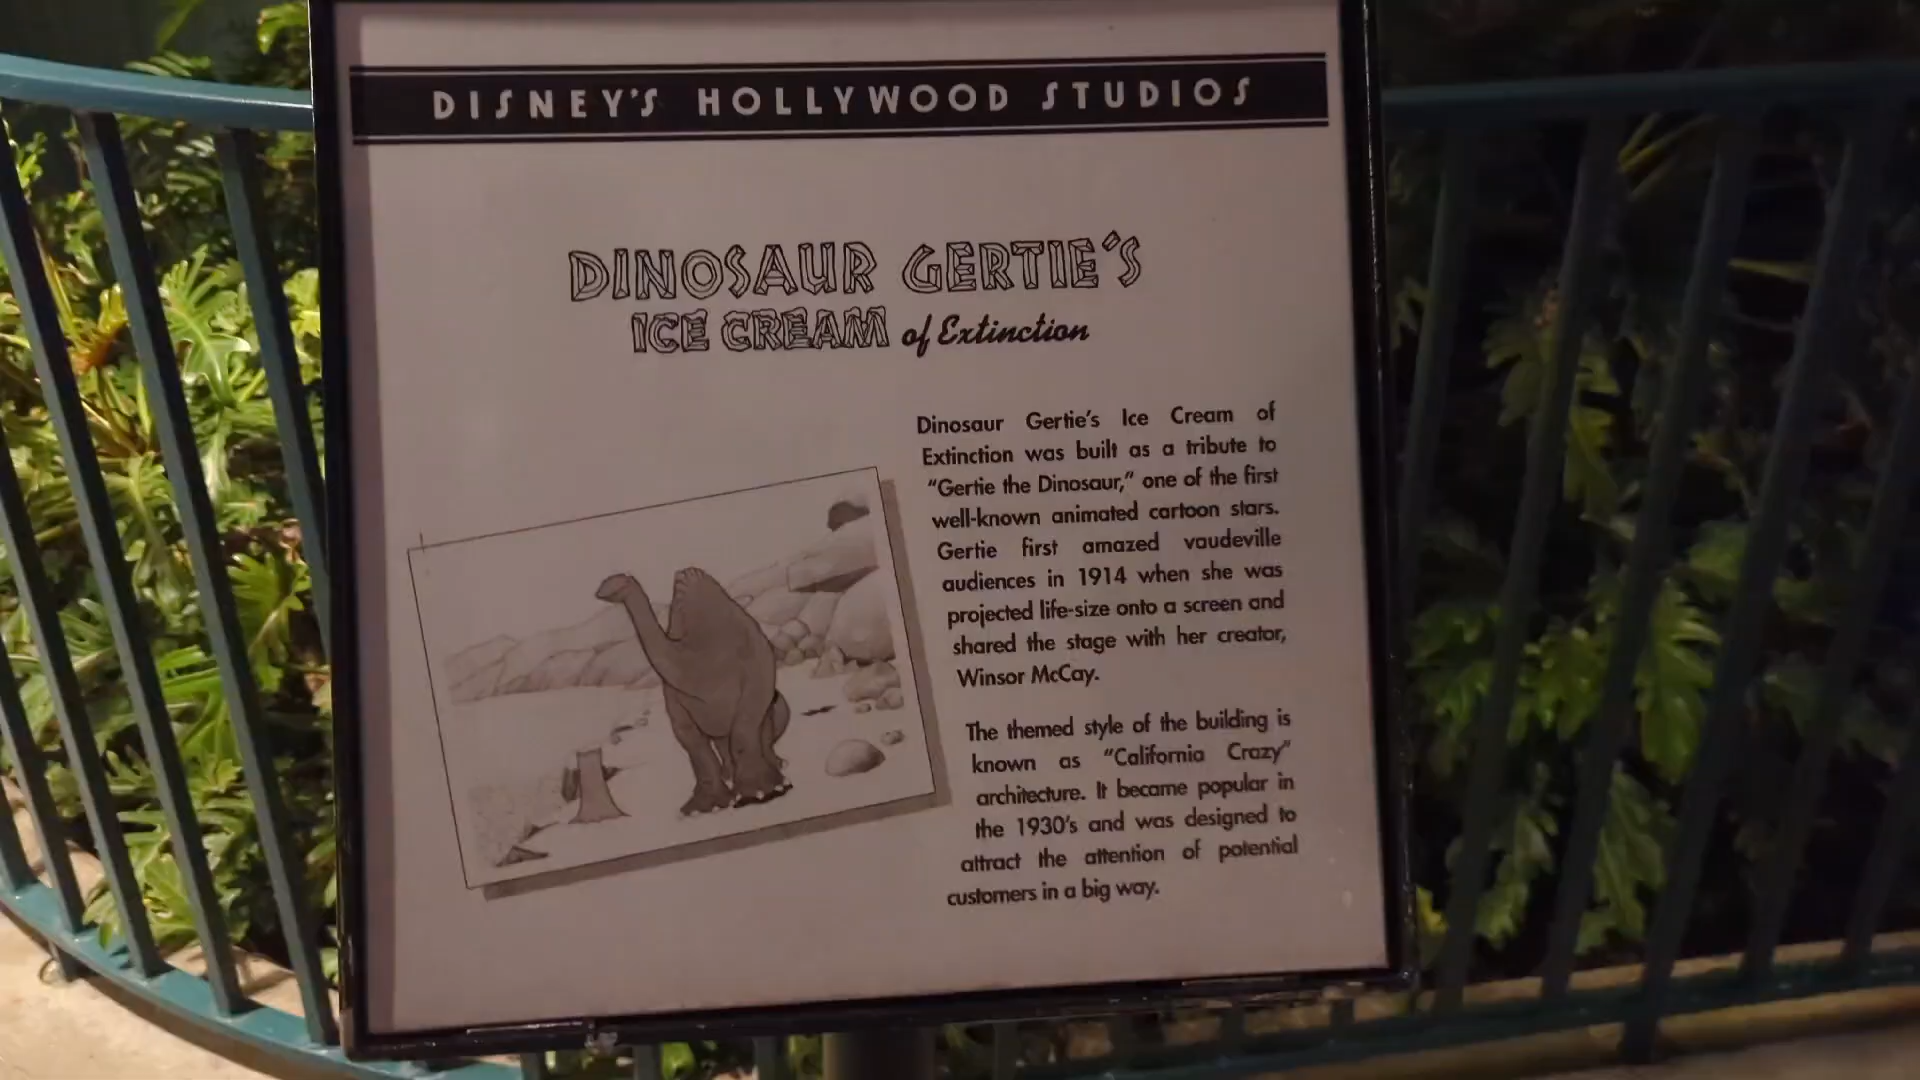 DISNEY'S HOLLYWOOD STUDIOS
DINOSAUR GERTIE'S
ICE CREAM of Extinction
Dinosaur Gertie's Ice Cream of
Extinction was built as a tribute to
"Gertie the Dinosaur," one of the first
well-known animated cartoon stars.
Gertie first amazed vaudeville
audiences in 1914 when she was
projected life-size onto a screen and
shared the stage with her creator,
Winsor McCay.
The themed style of the building is
known as "California Crazy"
architecture. It became popular in
the 1930's and was designed to
attract the attention of potential
customers in a big way.